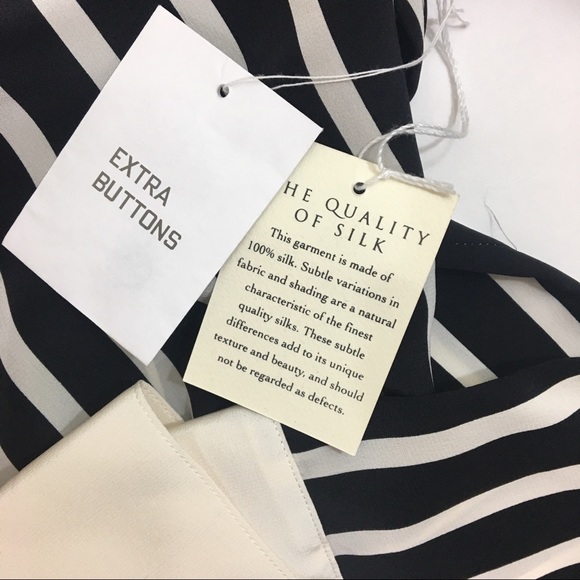 EXTRA
BUTTONS
HE QUALITY
OF SILK
This garment is made of
100% silk. Subtle variations in
fabric and shading are a natural
characteristic of the finest
quality silks. These subtle
differences add to its unique
texture and beauty, and should
not be regarded as defects.